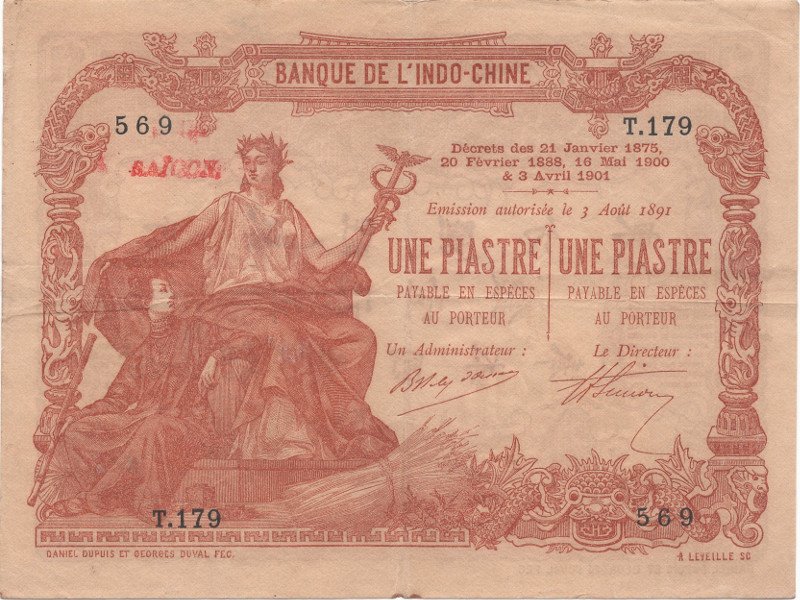 BANQUE DE L'INDO-CHINE
569
T.179
SAIGON
Décrets des 21 Janvier 1875,
20 Février 1888, 16 Mai 1900
& 3 Avril 1901
Emission autorisée le 3 Août 1891
UNE PIASTRE UNE PIASTRE
PAYABLE EN ESPÈCES PAYABLE EN ESPÈCES
AU PORTEUR AU PORTEUR
Un Administrateur : Le Directeur :
T.179
569
DANIEL DUPUIS ET GEORGES DUVAL FEC.
A LEVEILLE SC